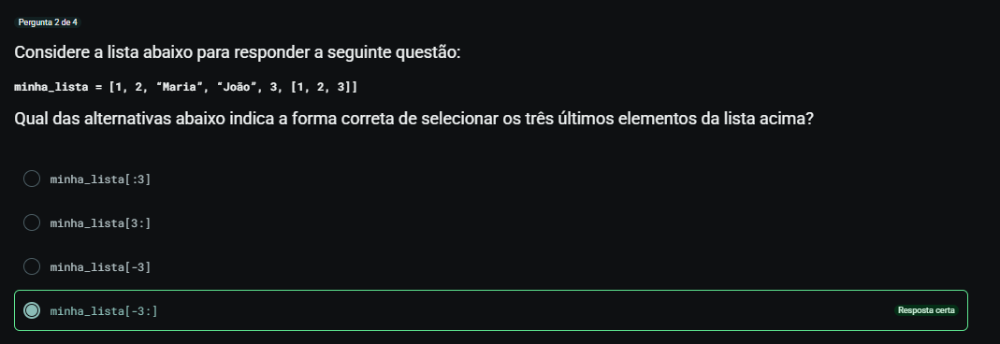 Pergunta 2 de 4
Considere a lista abaixo para responder a seguinte questão:
minha_lista = [1, 2, “Maria”, “João”, 3, [1, 2, 3]]
Qual das alternativas abaixo indica a forma correta de selecionar os três últimos elementos da lista acima?
minha_lista[:3]
minha_lista[3:]
minha_lista[-3]
minha_lista[-3:]
Resposta certa